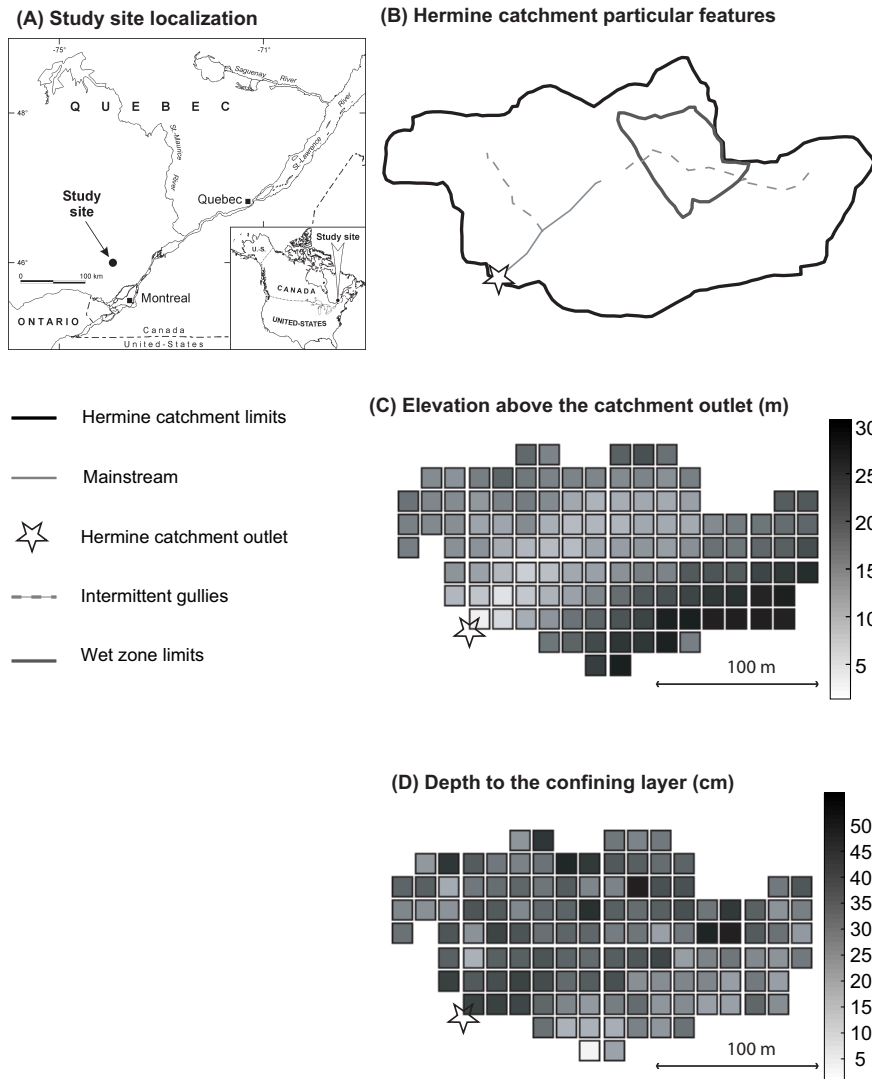 (A) Study site localization
-75°
-71°
48°
46°
Saguenay River
QUEBEC
St.-Maurice River
St.-Lawrence River
Quebec
Study site
0 100 km
Montreal
ONTARIO
Canada
United-States
Study site
U.-S.
CANADA
UNITED-STATES
(B) Hermine catchment particular features
Hermine catchment limits
Mainstream
Hermine catchment outlet
Intermittent gullies
Wet zone limits
(C) Elevation above the catchment outlet (m)
30
25
20
15
10
5
100 m
(D) Depth to the confining layer (cm)
50
45
40
35
30
25
20
15
10
5
100 m